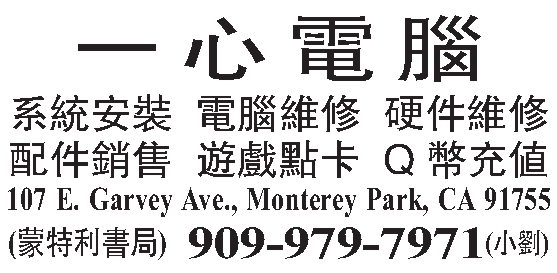 一心電腦
系統安裝 電腦維修 硬件維修
配件銷售 遊戲點卡 Q幣充值
107 E. Garvey Ave., Monterey Park, CA 91755
(蒙特利書局) 909-979-7971(小劉)